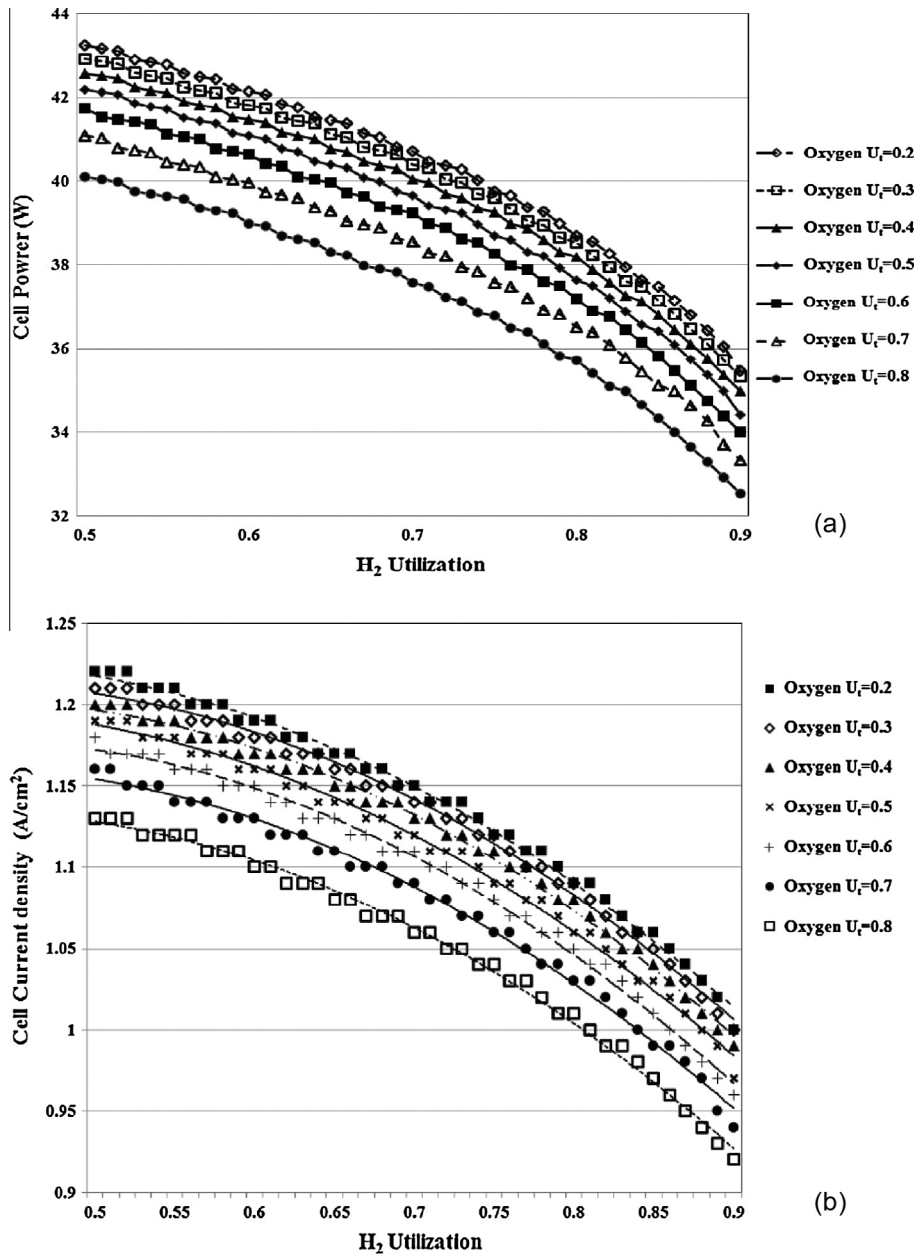 44
42
40
38
36
34
32
Cell Powrer (W)
0.5 0.6 0.7 0.8 0.9
H₂ Utilization
Oxygen Uₜ=0.2
Oxygen Uₜ=0.3
Oxygen Uₜ=0.4
Oxygen Uₜ=0.5
Oxygen Uₜ=0.6
Oxygen Uₜ=0.7
Oxygen Uₜ=0.8
(a)
1.25
1.2
1.15
1.1
1.05
1
0.95
0.9
Cell Current density (A/cm²)
0.5 0.55 0.6 0.65 0.7 0.75 0.8 0.85 0.9
H₂ Utilization
Oxygen Uₜ=0.2
Oxygen Uₜ=0.3
Oxygen Uₜ=0.4
Oxygen Uₜ=0.5
Oxygen Uₜ=0.6
Oxygen Uₜ=0.7
Oxygen Uₜ=0.8
(b)